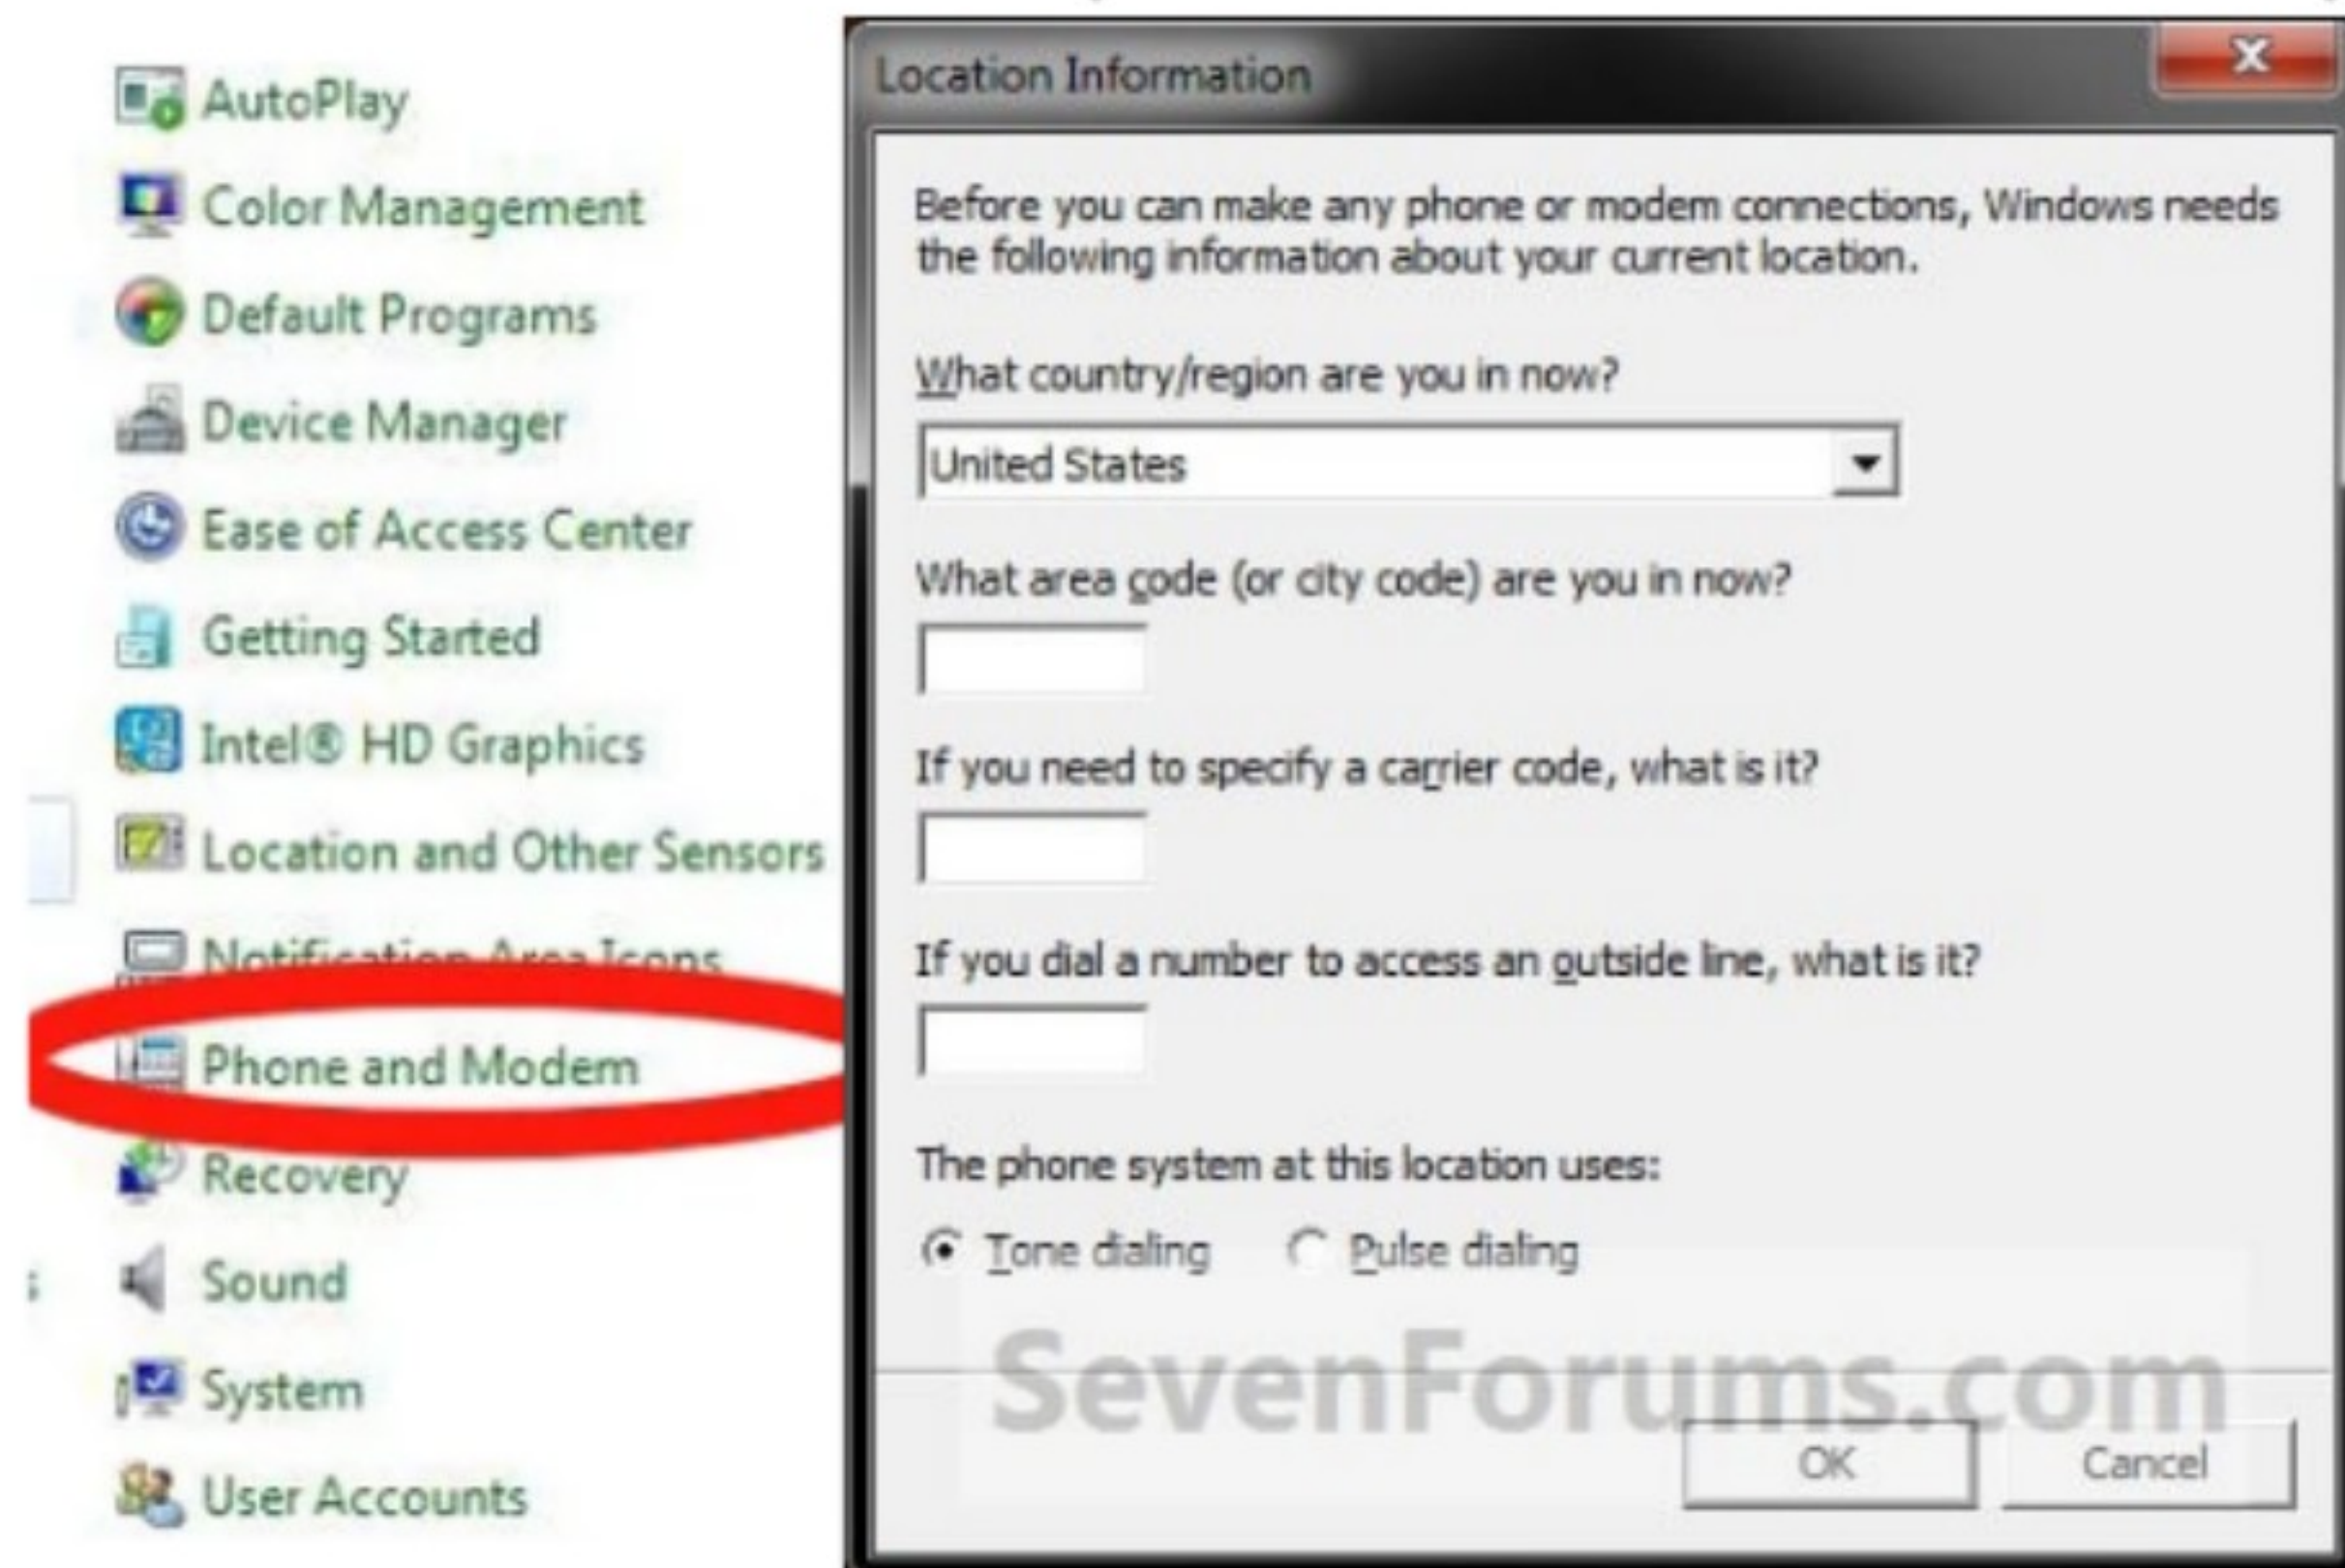 AutoPlay
Color Management
Default Programs
Device Manager
Ease of Access Center
Getting Started
Intel® HD Graphics
Location and Other Sensors
Notification Area Icons
Phone and Modem
Recovery
Sound
System
User Accounts
Location Information
Before you can make any phone or modem connections, Windows needs
the following information about your current location.
What country/region are you in now?
United States
What area code (or city code) are you in now?
If you need to specify a carrier code, what is it?
If you dial a number to access an outside line, what is it?
The phone system at this location uses:
Tone dialing Pulse dialing
SevenForums.com
OK Cancel